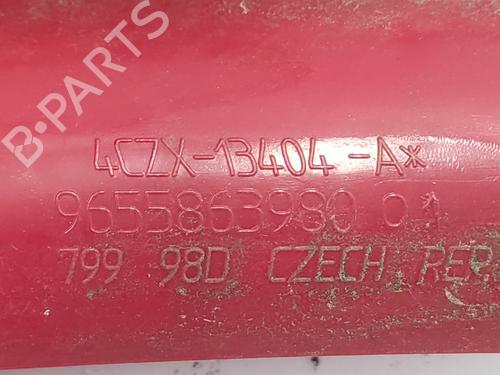 B-PARTS
4CZX-13404-A*
9655863980 01
799 98D CZECH REP.